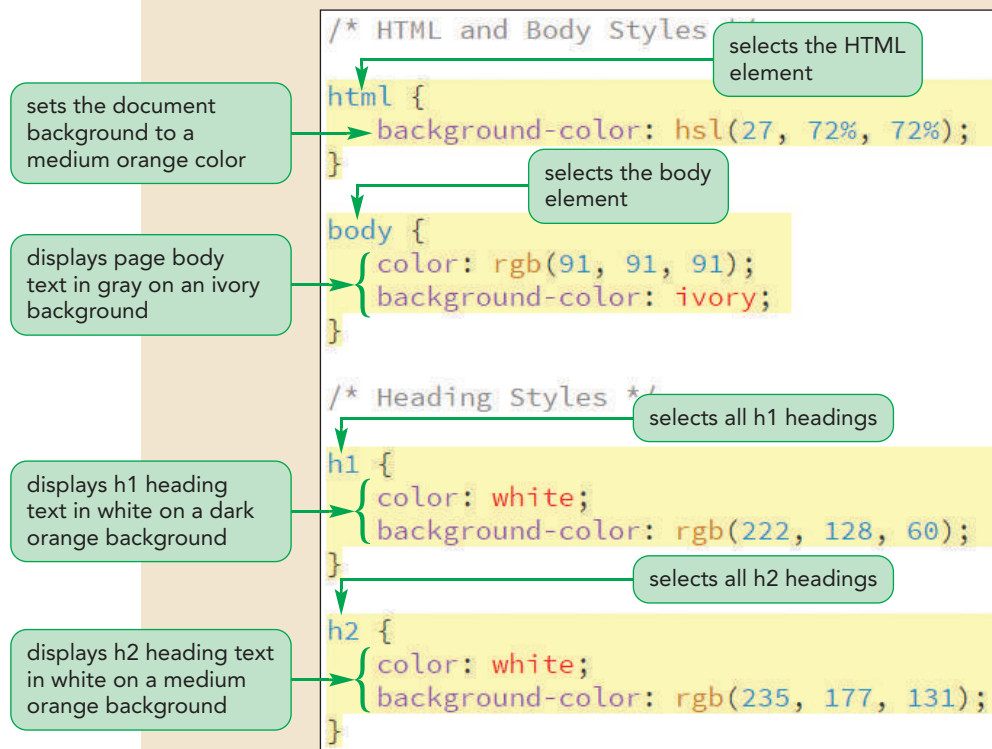 /* HTML and Body Styles */
selects the HTML
element
sets the document
background to a
medium orange color
html {
background-color: hsl(27, 72%, 72%);
}
selects the body
element
displays page body
text in gray on an ivory
background
body {
color: rgb(91, 91, 91);
background-color: ivory;
}
/* Heading Styles */
selects all h1 headings
displays h1 heading
text in white on a dark
orange background
h1 {
color: white;
background-color: rgb(222, 128, 60);
}
selects all h2 headings
displays h2 heading text
in white on a medium
orange background
h2 {
color: white;
background-color: rgb(235, 177, 131);
}